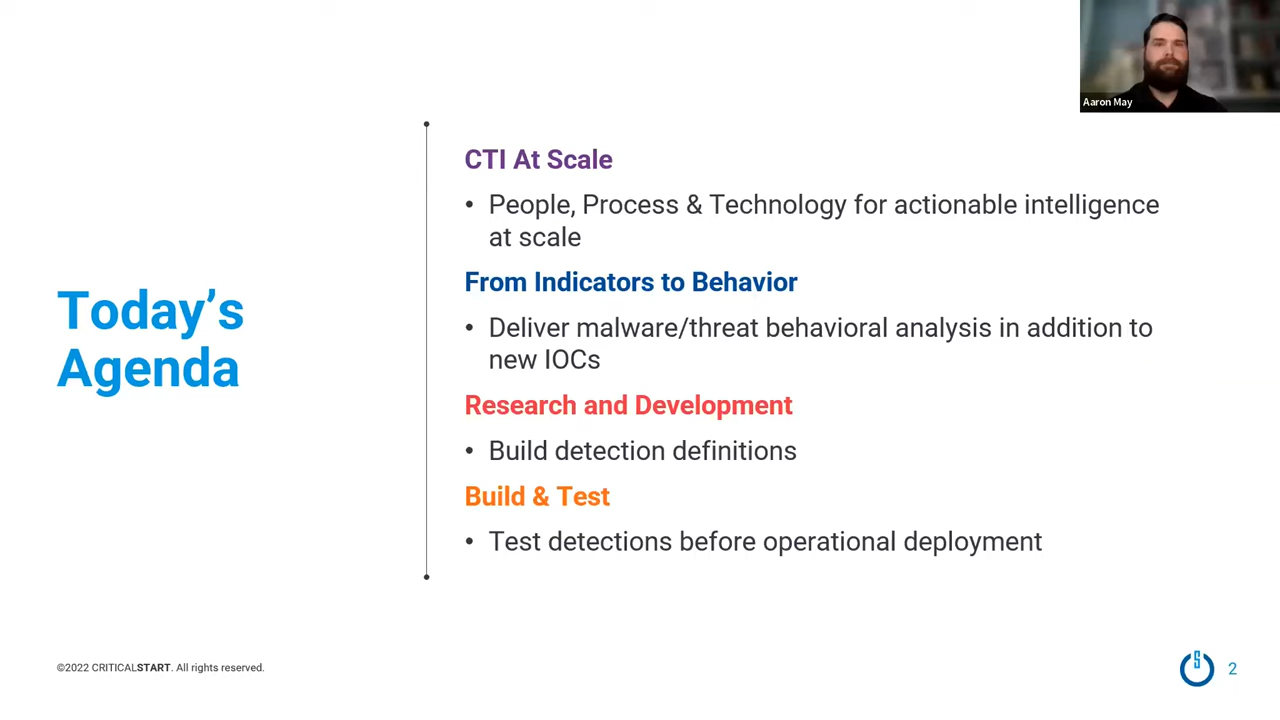 Aaron May
Today’s
Agenda
CTI At Scale
• People, Process & Technology for actionable intelligence
at scale
From Indicators to Behavior
• Deliver malware/threat behavioral analysis in addition to
new IOCs
Research and Development
• Build detection definitions
Build & Test
• Test detections before operational deployment
©2022 CRITICALSTART. All rights reserved.
2